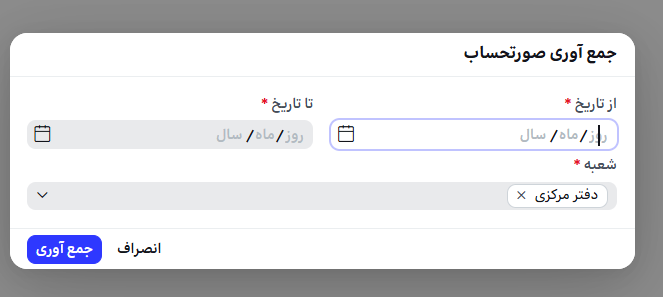 جمع آوری صورتحساب
از تاریخ *
تا تاریخ *
روز/ماه/ سال
روز/ماه/ سال
شعبه *
دفتر مرکزی ×
انصراف
جمع آوری